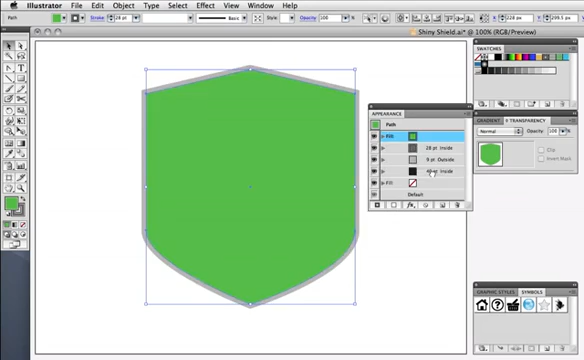 Illustrator File Edit Object Type Select Effect View Window Help
Path Stroke: 28 pt Basic Style: Opacity: 100
Shiny Shield.ai* @ 100% (RGB/Preview)
SWATCHES
APPEARANCE
Path
Fill:
28 pt Inside
9 pt Outside
pt Inside
Fill:
Default
GRADIENT TRANSPARENCY
Normal Opacity: 100
Clip
Invert Mask
GRAPHIC STYLES SYMBOLS